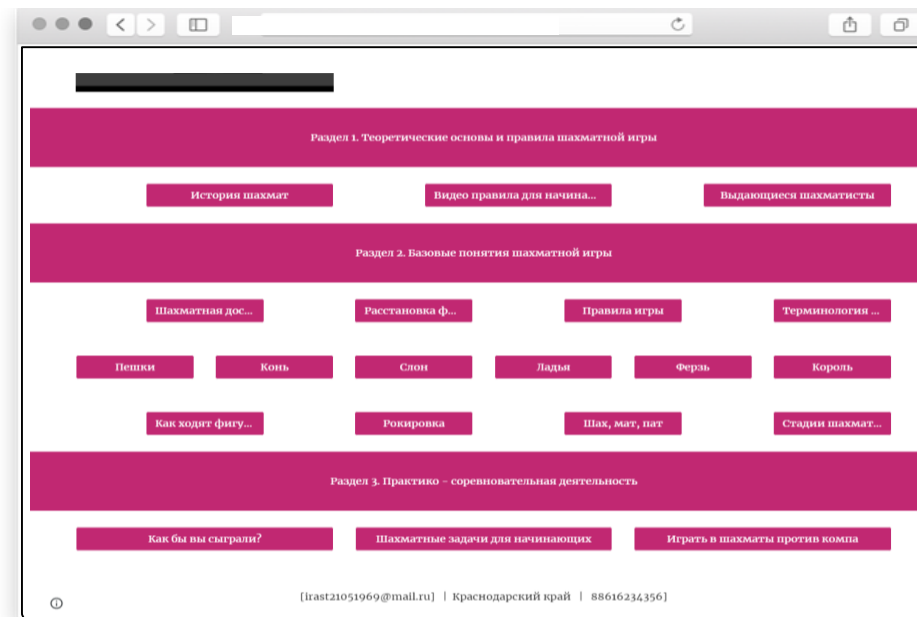 Раздел 1. Теоретические основы и правила шахматной игры
История шахмат Видео правила для начина... Выдающиеся шахматисты
Раздел 2. Базовые понятия шахматной игры
Шахматная дос... Расстановка ф... Правила игры Терминология ...
Пешки Конь Слон Ладья Ферзь Король
Как ходят фигу... Рокировка Шах, мат, пат Стадии шахмат...
Раздел 3. Практико – соревновательная деятельность
Как бы вы сыграли? Шахматные задачи для начинающих Играть в шахматы против компа
[irast21051969@mail.ru] | Краснодарский край | 88616234356]